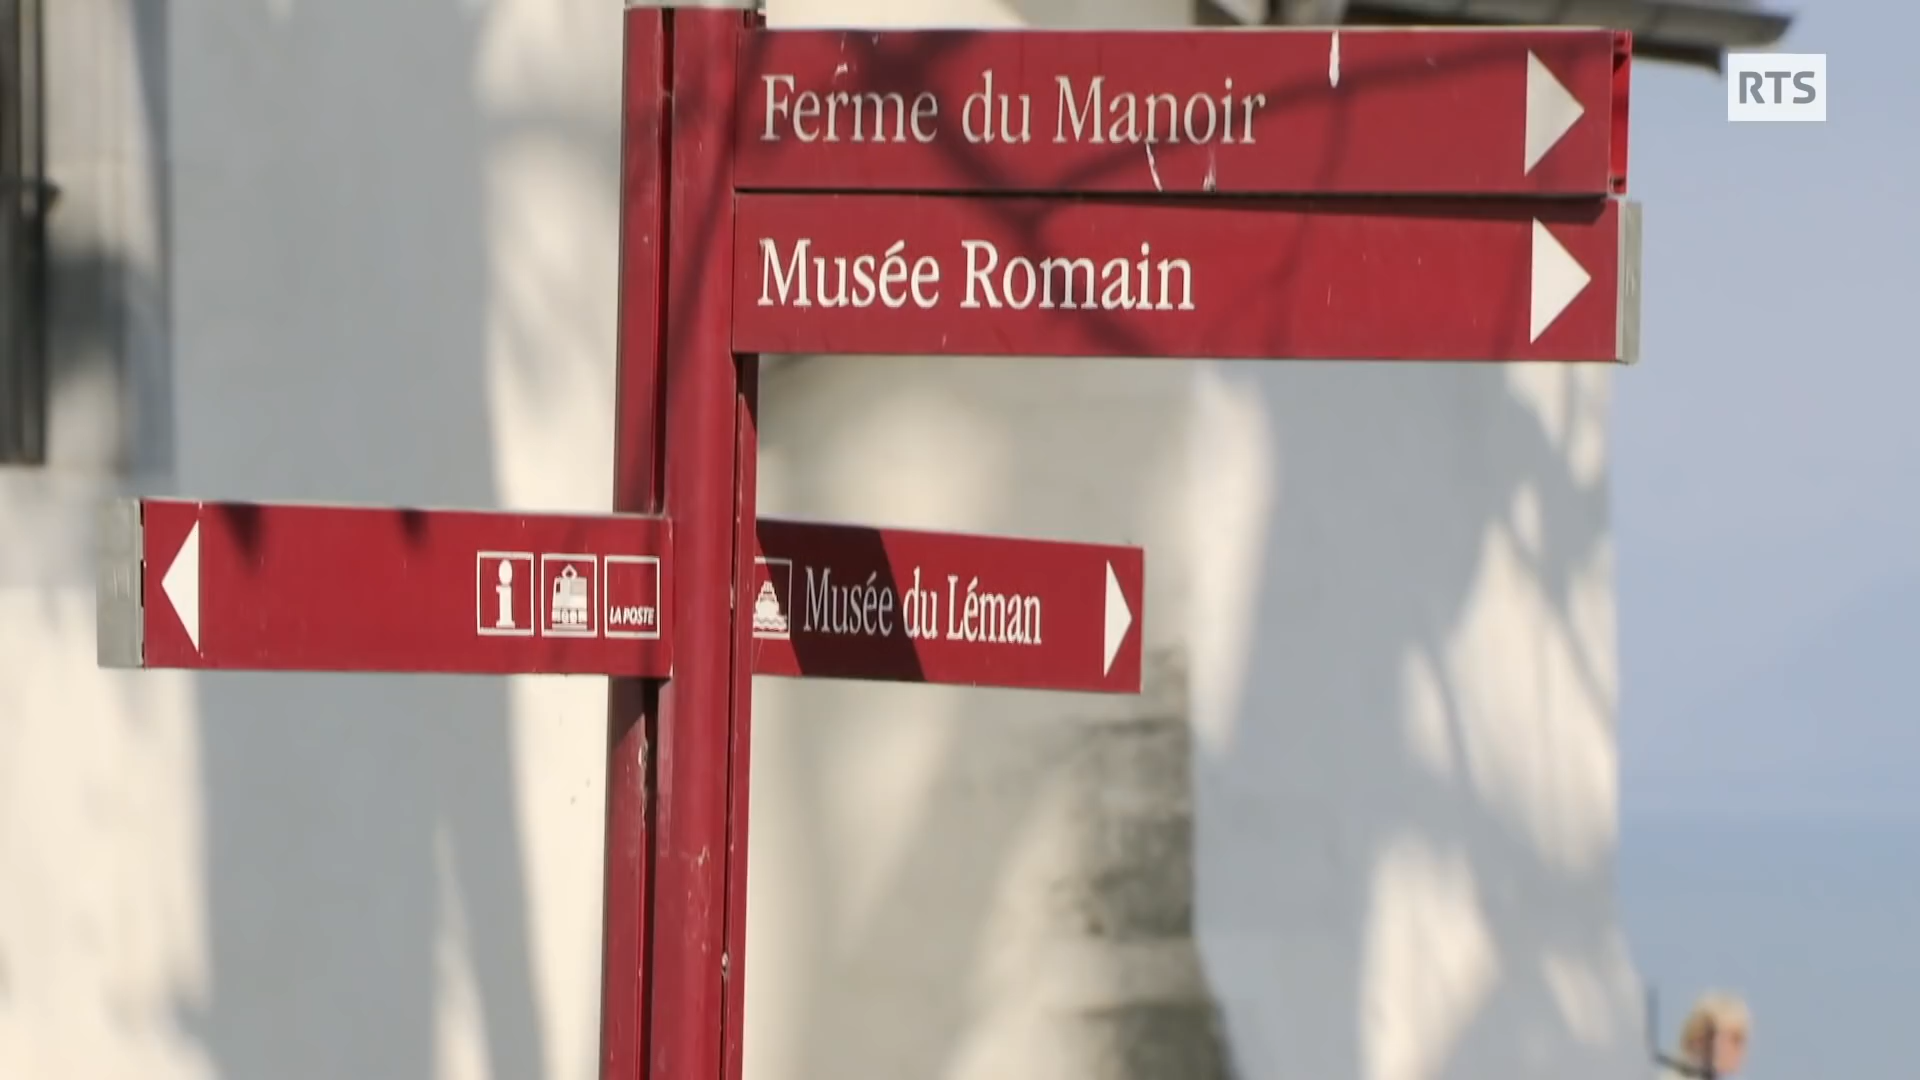 Ferme du Manoir
RTS
Musée Romain
LA POSTE
Musée du Léman